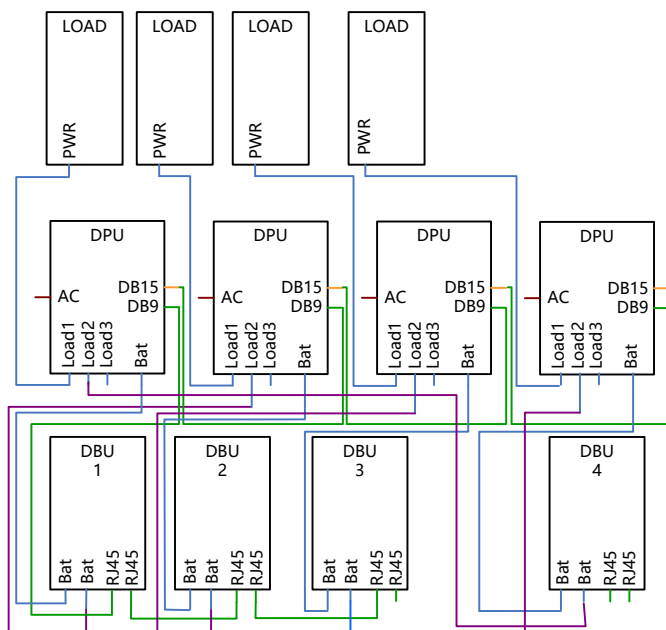 LOAD
LOAD
LOAD
LOAD
PWR
PWR
PWR
PWR
DPU
DPU
DPU
DPU
DB15
DB15
DB15
DB15
AC
DB9
AC
DB9
AC
DB9
AC
DB9
Load1
Load2
Load3
Bat
Load1
Load2
Load3
Bat
Load1
Load2
Load3
Bat
Load1
Load2
Load3
Bat
DBU
1
DBU
2
DBU
3
DBU
4
Bat
Bat
RJ45
RJ45
Bat
Bat
RJ45
RJ45
Bat
Bat
RJ45
RJ45
Bat
Bat
RJ45
RJ45